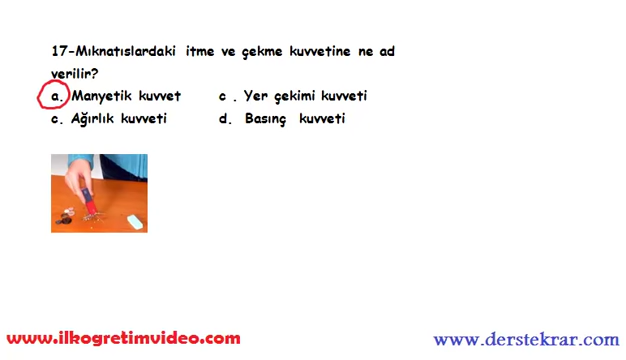 17-Mıknatıslardaki itme ve çekme kuvvetine ne ad
verilir?
a. Manyetik kuvvet c . Yer çekimi kuvveti
c. Ağırlık kuvveti d. Basınç kuvveti
www.ilkogretimvideo.com www.derstekrar.com